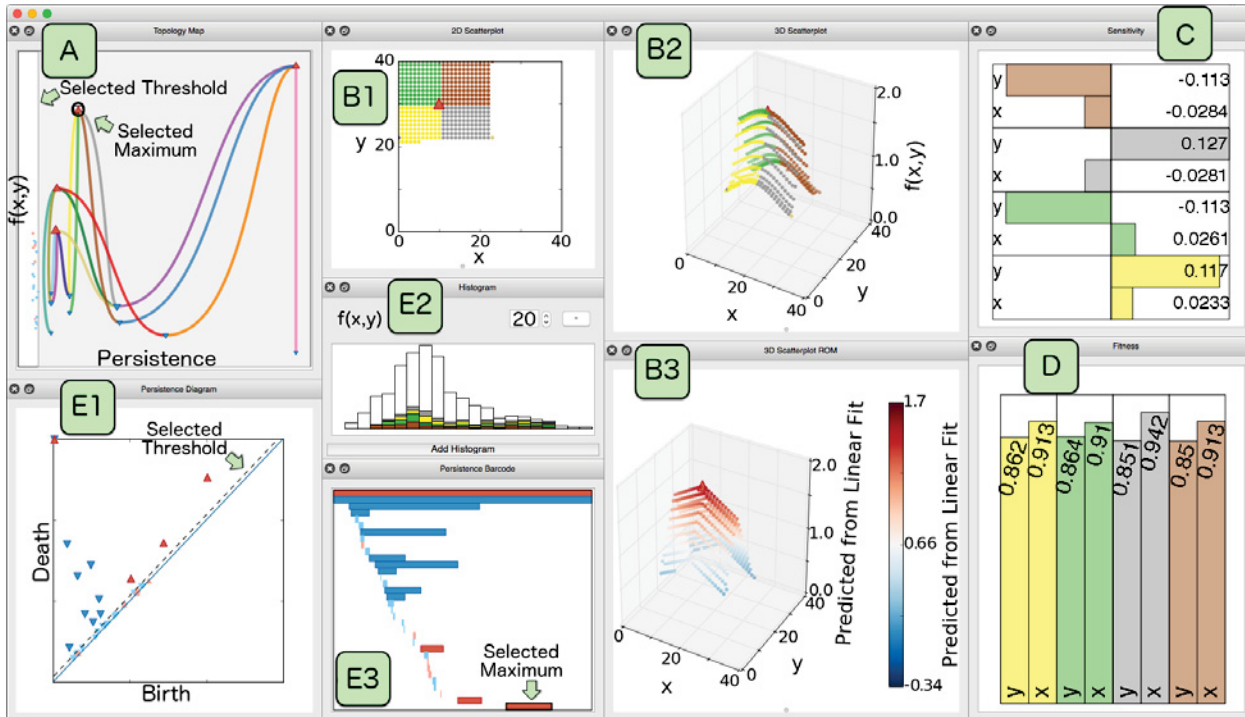 Topology Map
A
Selected Threshold
Selected
Maximum
f(x,y)
Persistence
2D Scatterplot
B1
40
y
20
0
0
20
40
x
3D Scatterplot
B2
2.0
1.0
0.0
f(x,y)
0
20
40
x
0
20
40
y
Sensitivity
C
y
-0.113
x
-0.0284
y
0.127
x
-0.0281
y
-0.113
x
0.0261
y
0.117
x
0.0233
Histogram
E2
f(x,y)
20
Add Histogram
Persistence Diagram
E1
Selected
Threshold
Death
Birth
Persistence Barcode
E3
Selected
Maximum
3D Scatterplot ROM
B3
2.0
1.0
0.0
Predicted from Linear Fit
0
20
40
x
0
20
40
y
1.7
0.66
-0.34
Predicted from Linear Fit
Fitness
D
0.862
0.913
0.864
0.91
0.851
0.942
0.85
0.913
y
x
y
x
y
x
y
x